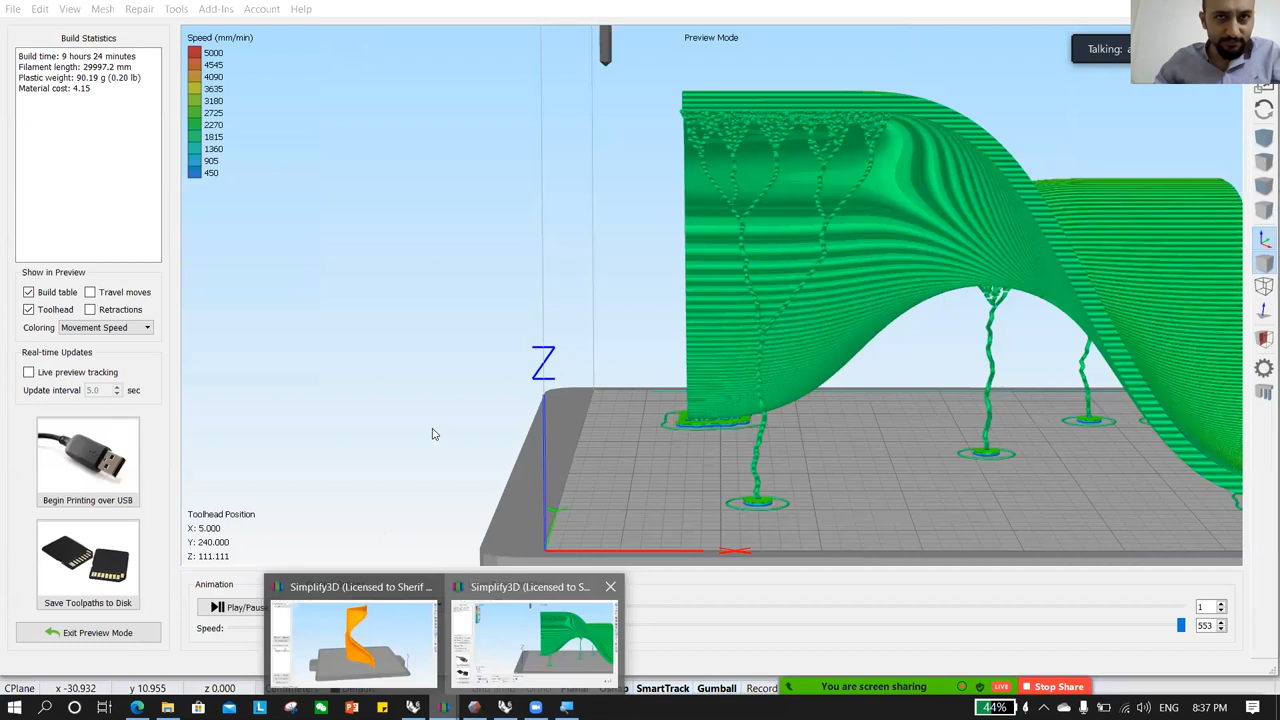 File Edit View Mesh Repair Tools Add-Ins Account Help
Build Statistics
Build time: 9 hours 24 minutes
Filament length: 29997.2 mm
Plastic weight: 90.19 g (0.20 lb)
Material cost: 4.15
Show in Preview
Build table Travel moves
Toolhead Retractions
Coloring Movement Speed
Real-time Updates
Live preview tracking
Update interval 5.0 sec
Begin Printing over USB
Save Toolpaths to Disk
Exit Preview Mode
Speed (mm/min)
5000
4545
4090
3635
3180
2725
2270
1815
1360
905
450
Preview Mode
Talking:
Z
Toolhead Position
X: 5.000
Y: 240.000
Z: 111.111
Animation
Play/Paus
Speed:
1
553
Simplify3D (Licensed to Sherif ...
Simplify3D (Licensed to S...
CPlane x -30.932 y 10.955 z 0.000
SmartTrack Gumball Record
You are screen sharing LIVE Stop Share
44% ENG 8:37 PM